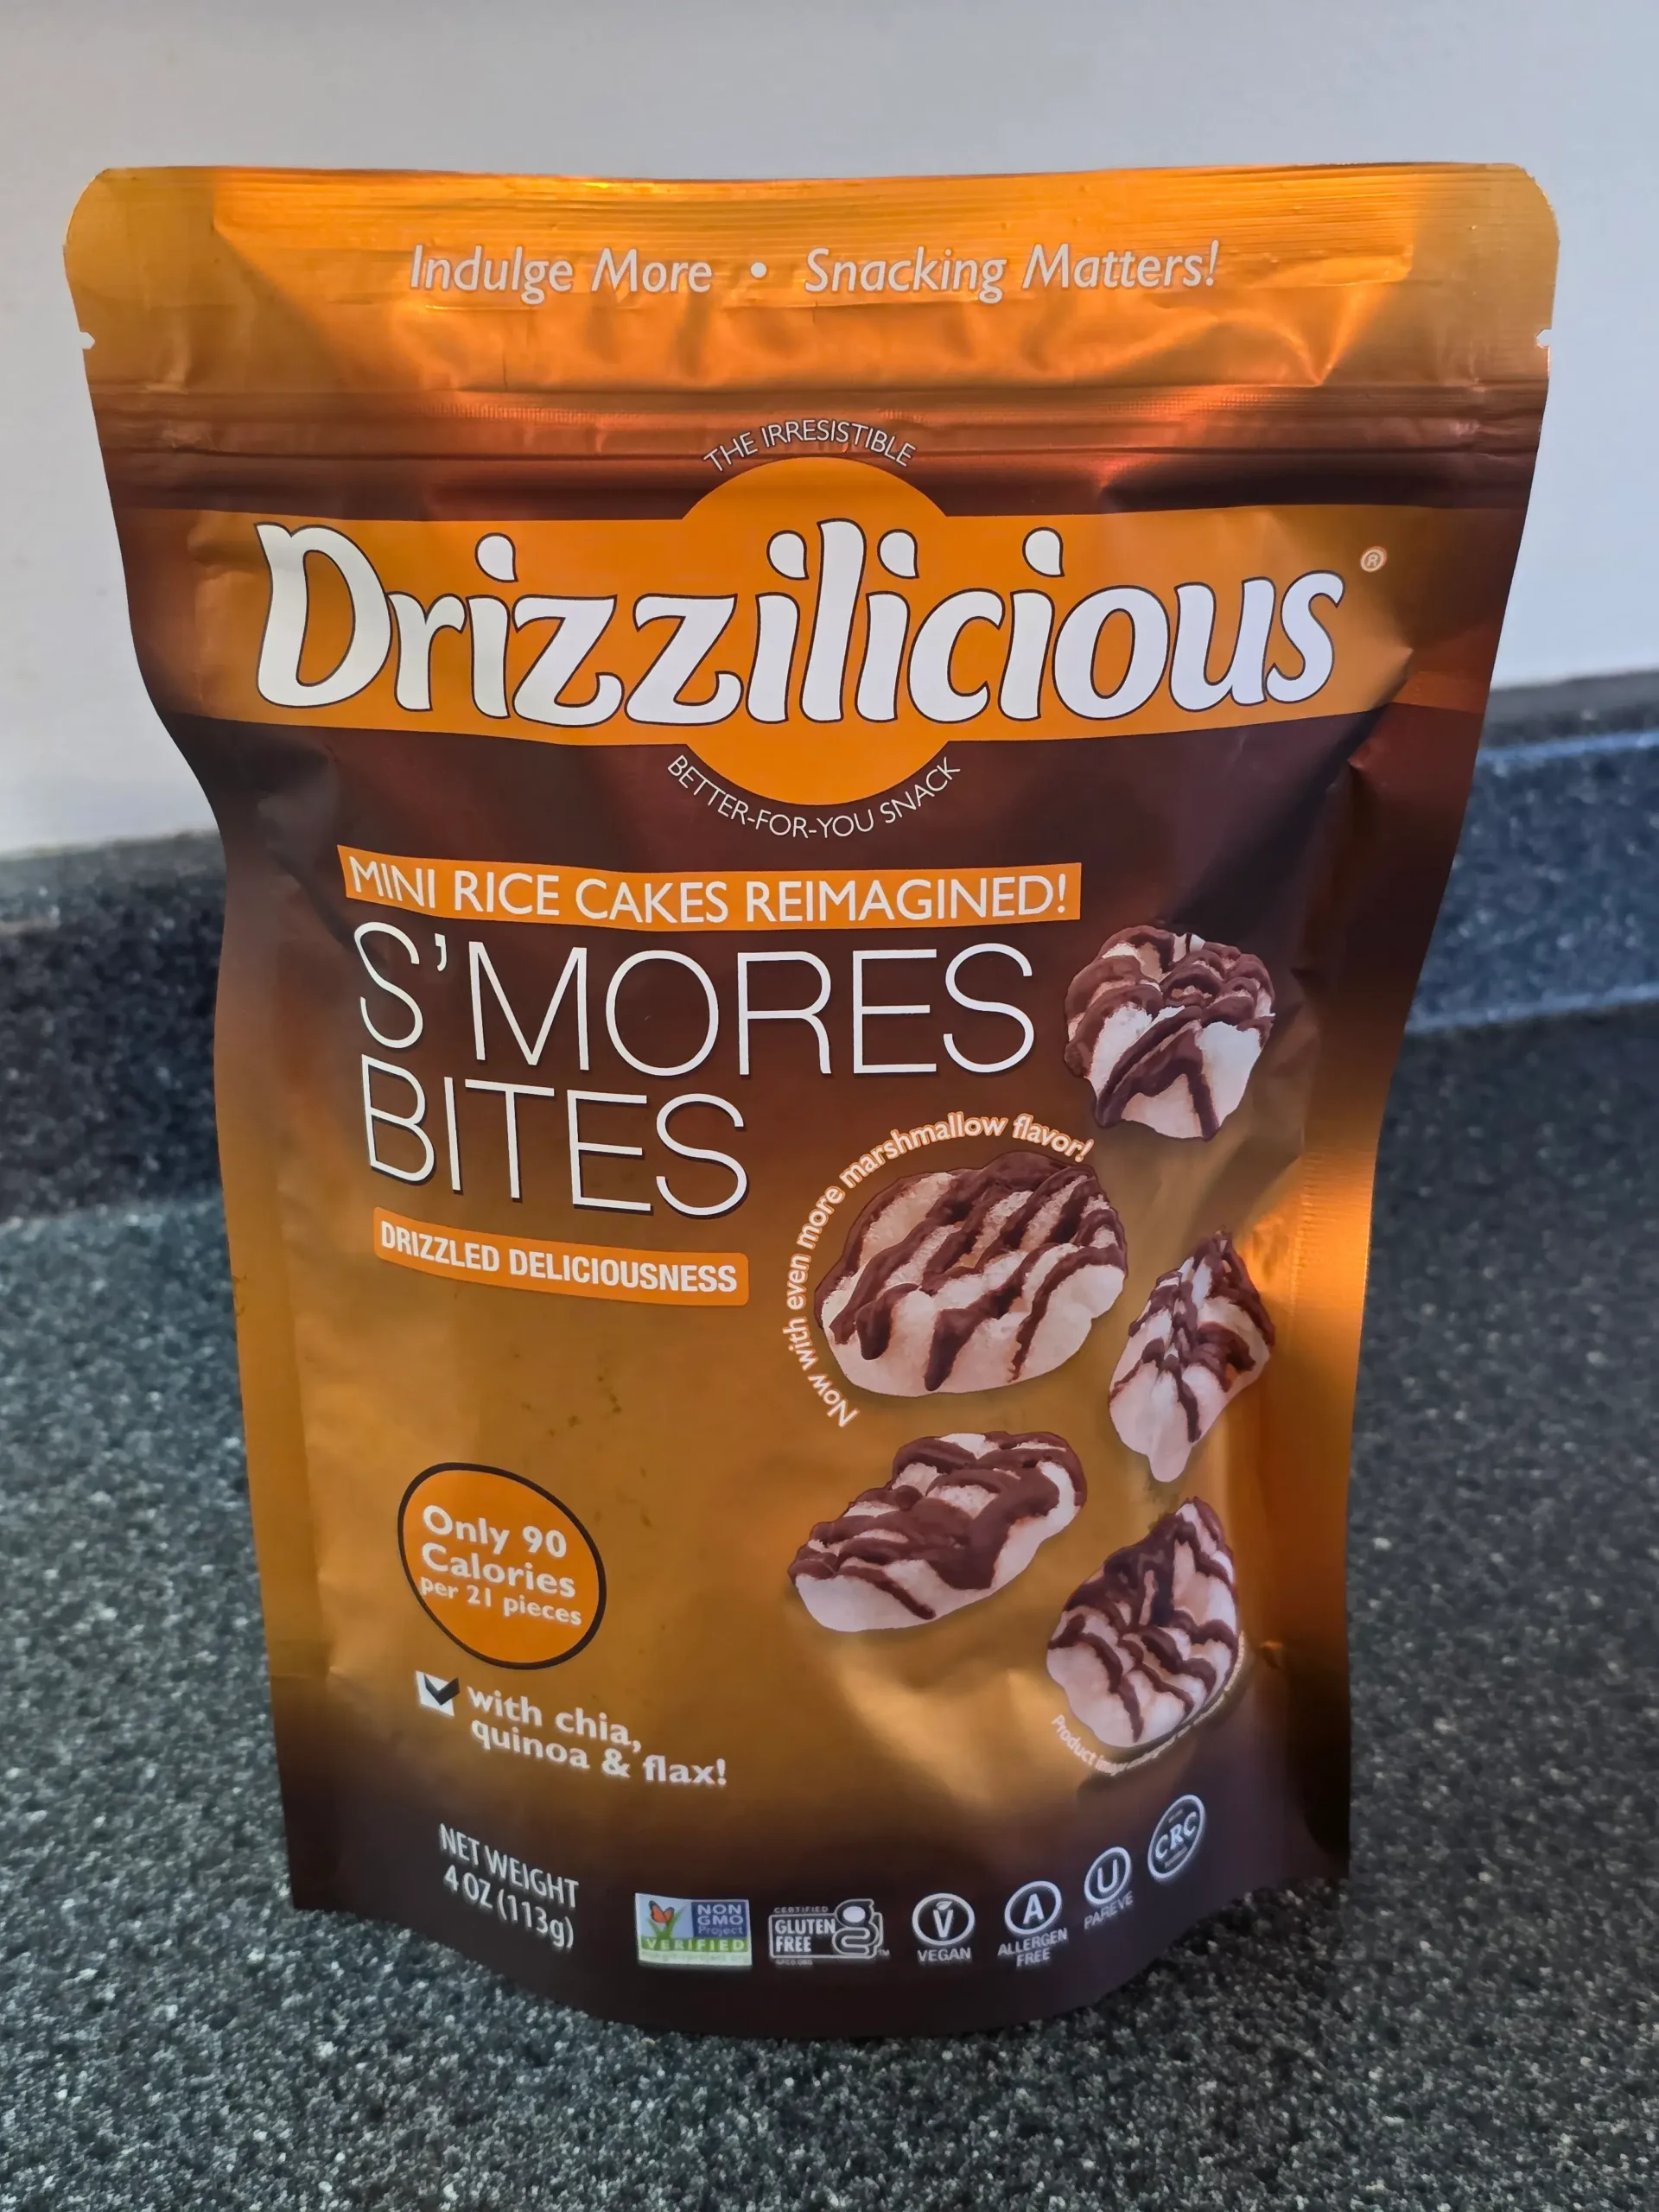 Indulge More • Snacking Matters!
THE IRRESISTIBLE
Drizzilicious®
BETTER-FOR-YOU SNACK
MINI RICE CAKES REIMAGINED!
S'MORES
BITES
DRIZZLED DELICIOUSNESS
Now with even more marshmallow flavor!
Only 90
Calories
per 21 pieces
with chia,
quinoa & flax!
Product
NET WEIGHT
4 OZ (113g)
NON
GMO
Project
VERIFIED
CERTIFIED
GLUTEN
FREE
V
VEGAN
A
ALLERGEN
FREE
U
PAREVE
CRC